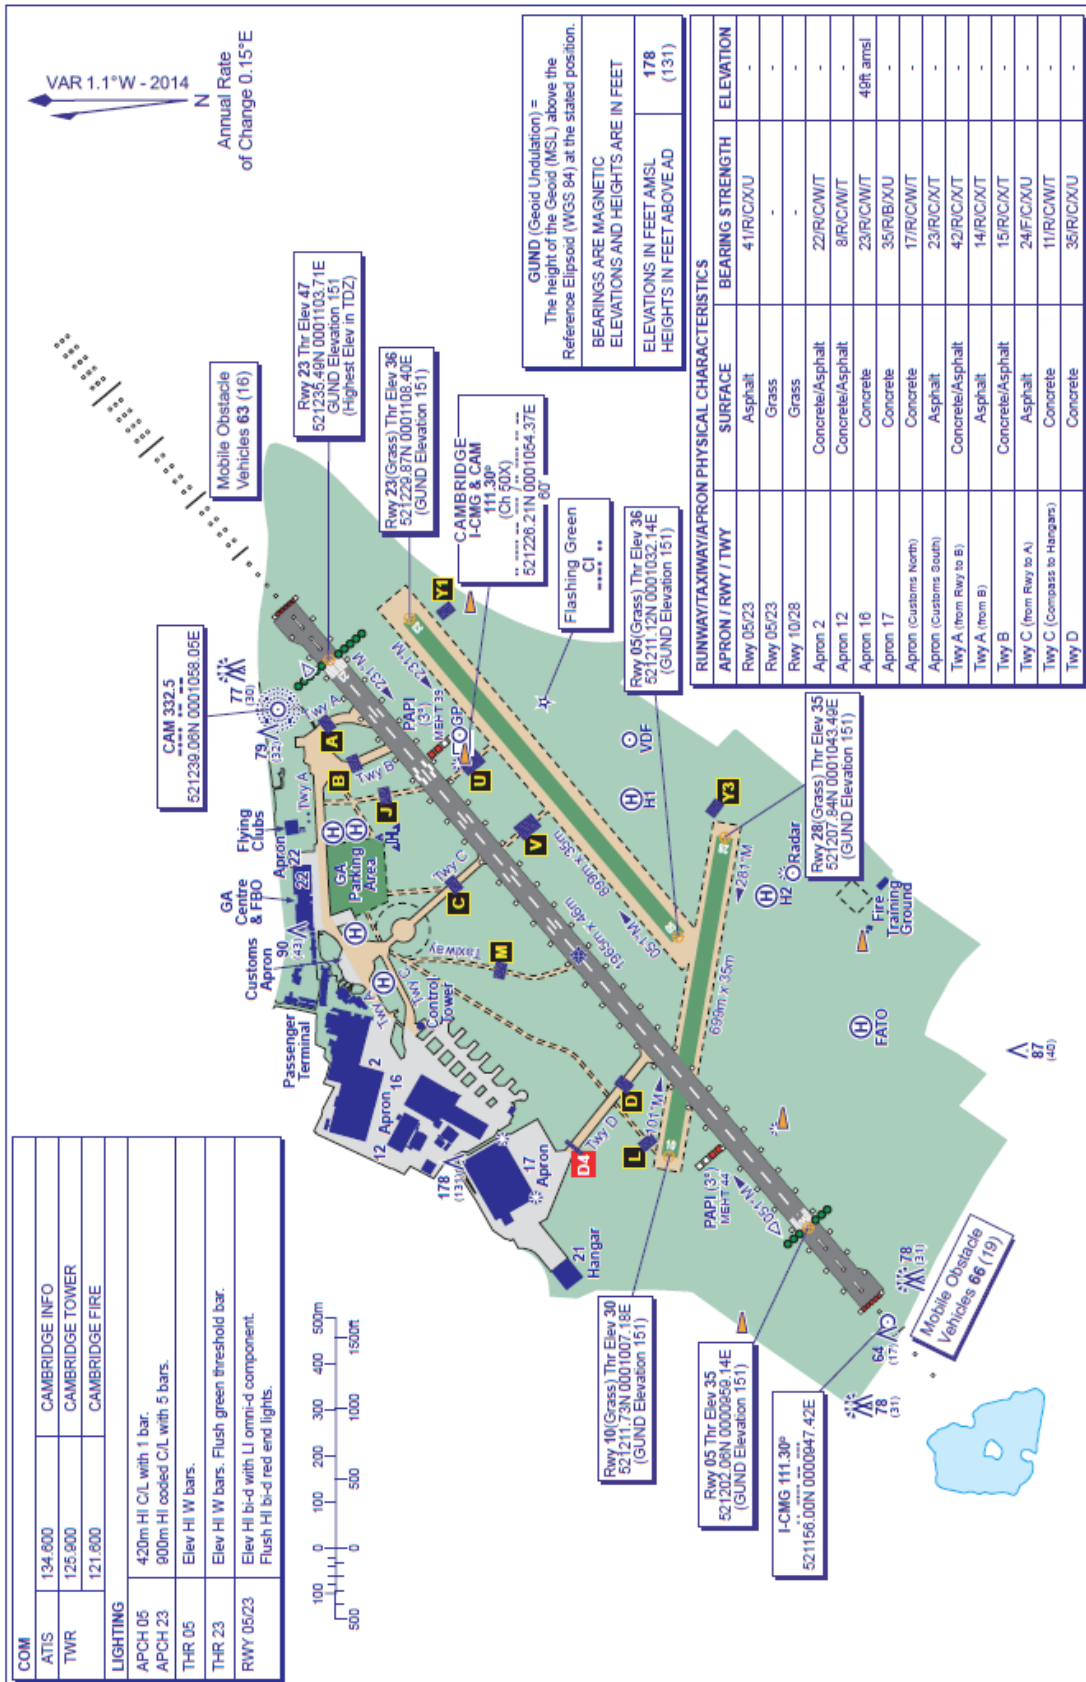 COM
ATIS 134.600 CAMBRIDGE INFO
TWR 125.900 CAMBRIDGE TOWER
121.600 CAMBRIDGE FIRE
LIGHTING
APCH 05 420m HI C/L with 1 bar.
APCH 23 900m HI coded C/L with 5 bars.
THR 05 Elev HI W bars.
THR 23 Elev HI W bars. Flush green threshold bar.
RWY 05/23 Elev HI bi-d with LI omni-d component.
Flush HI bi-d red end lights.
100 0 100 200 300 400 500m
500 0 500 1000 1500ft
VAR 1.1°W - 2014
N
Annual Rate
of Change 0.15°E
CAM 332.5
521239.06N 0001058.05E
Mobile Obstacle
Vehicles 63 (16)
Rwy 23 Thr Elev 47
521235.49N 0001103.71E
GUND Elevation 151
(Highest Elev in TDZ)
Rwy 23(Grass) Thr Elev 36
521229.87N 0001108.40E
(GUND Elevation 151)
CAMBRIDGE
I-CMG & CAM
111.30D
(Ch 50X)
521226.21N 0001054.37E
60'
Flashing Green
CI
Rwy 05(Grass) Thr Elev 36
521211.12N 0001032.14E
(GUND Elevation 151)
Rwy 28(Grass) Thr Elev 35
521207.84N 0001043.49E
(GUND Elevation 151)
Rwy 10(Grass) Thr Elev 30
521211.73N 0001007.18E
(GUND Elevation 151)
Rwy 05 Thr Elev 35
521202.06N 0000959.14E
(GUND Elevation 151)
I-CMG 111.30D
521156.00N 0000947.42E
Mobile Obstacle
Vehicles 66 (19)
77
(30)
79
(32)
90
(43)
178
(131)
64
(17)
78
(31)
78
(31)
87
(40)
Flying
Clubs
Apron
22
22
GA
Centre
& FBO
Customs
Apron
Passenger
Terminal
GA
Parking
Area
Control
Tower
2
Apron
12
16
17
Apron
21
Hangar
Twy A
Twy A
Twy A
Twy B
Twy C
Twy C
Twy D
Taxiway
A
B
J
H
U
V
C
M
D
L
D4
Y1
Y3
PAPI
(3°)
MEHT 39
GP
PAPI (3°)
MEHT 44
231°M
231°M
051°M
051°M
101°M
281°M
1965m x 46m
899m x 35m
699m x 35m
VDF
H
H1
H
H2
Radar
Fire
Training
Ground
H
FATO
H
H
H
H
GUND (Geoid Undulation) =
The height of the Geoid (MSL) above the
Reference Elipsoid (WGS 84) at the stated position.
BEARINGS ARE MAGNETIC
ELEVATIONS AND HEIGHTS ARE IN FEET
ELEVATIONS IN FEET AMSL 178
HEIGHTS IN FEET ABOVE AD (131)
RUNWAY/TAXIWAY/APRON PHYSICAL CHARACTERISTICS
APRON / RWY / TWY SURFACE BEARING STRENGTH ELEVATION
Rwy 05/23 Asphalt 41/R/C/X/U -
Rwy 05/23 Grass - -
Rwy 10/28 Grass - -
Apron 2 Concrete/Asphalt 22/R/C/W/T -
Apron 12 Concrete/Asphalt 8/R/C/W/T -
Apron 16 Concrete 23/R/C/W/T 49ft amsl
Apron 17 Concrete 35/R/B/X/U -
Apron (Customs North) Concrete 17/R/C/W/T -
Apron (Customs South) Asphalt 23/R/C/X/T -
Twy A (from Rwy to B) Concrete/Asphalt 42/R/C/X/T -
Twy A (from B) Asphalt 14/R/C/X/T -
Twy B Concrete/Asphalt 15/R/C/X/T -
Twy C (from Rwy to A) Asphalt 24/F/C/X/U -
Twy C (Compass to Hangars) Concrete 11/R/C/W/T -
Twy D Concrete 35/R/C/X/U -